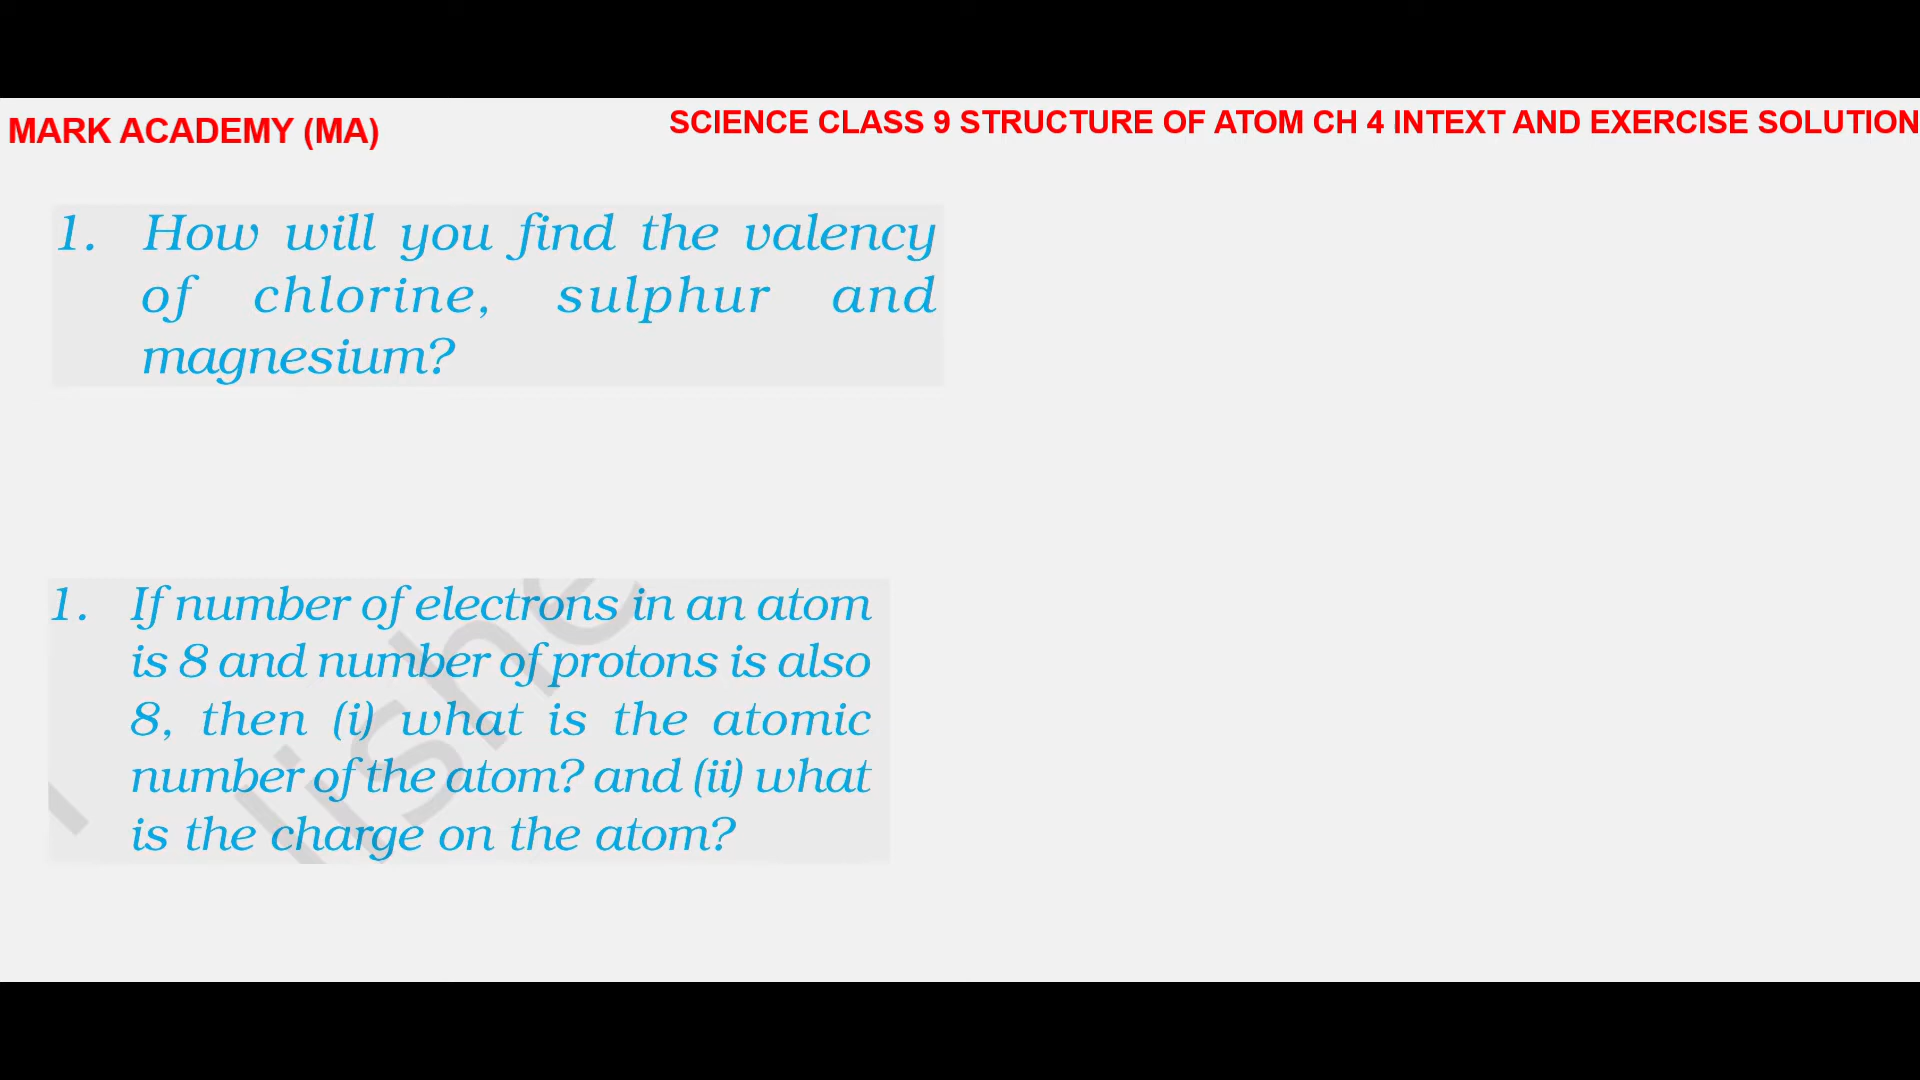 MARK ACADEMY (MA)
SCIENCE CLASS 9 STRUCTURE OF ATOM CH 4 INTEXT AND EXERCISE SOLUTION
1. How will you find the valency
of chlorine, sulphur and
magnesium?
1. If number of electrons in an atom
is 8 and number of protons is also
8, then (i) what is the atomic
number of the atom? and (ii) what
is the charge on the atom?